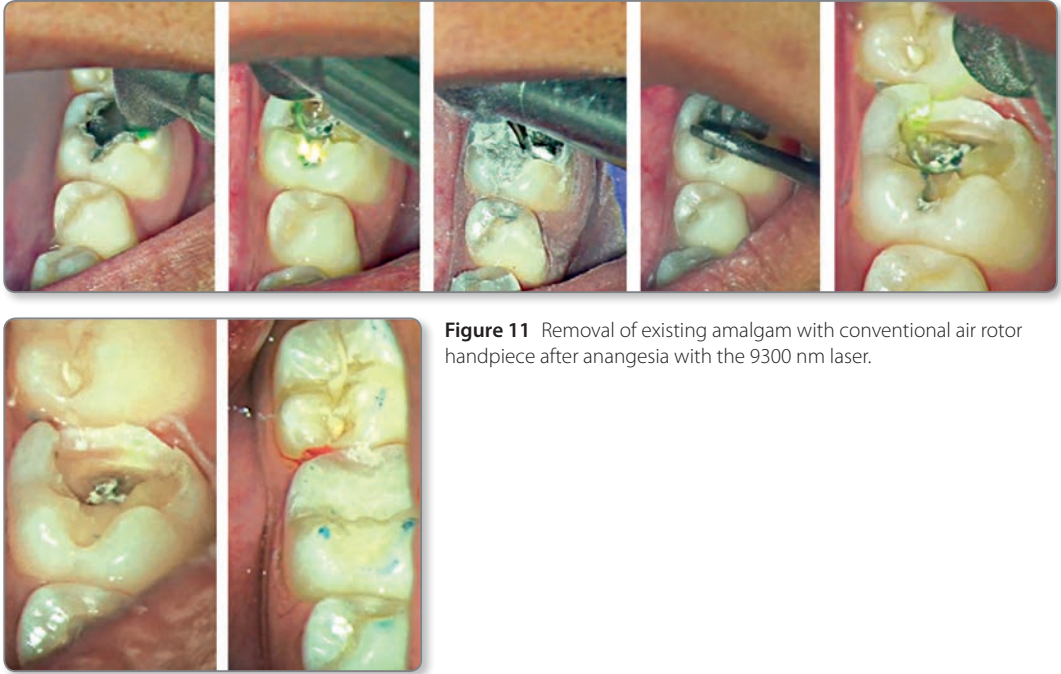 Figure 11 Removal of existing amalgam with conventional air rotor
handpiece after anangesia with the 9300 nm laser.